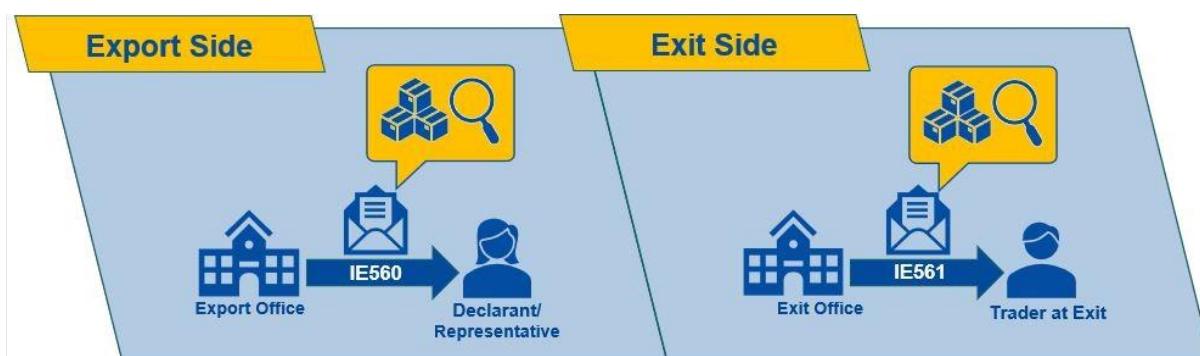 Export Side
Exit Side
IE560
Export Office
Declarant/
Representative
IE561
Exit Office
Trader at Exit